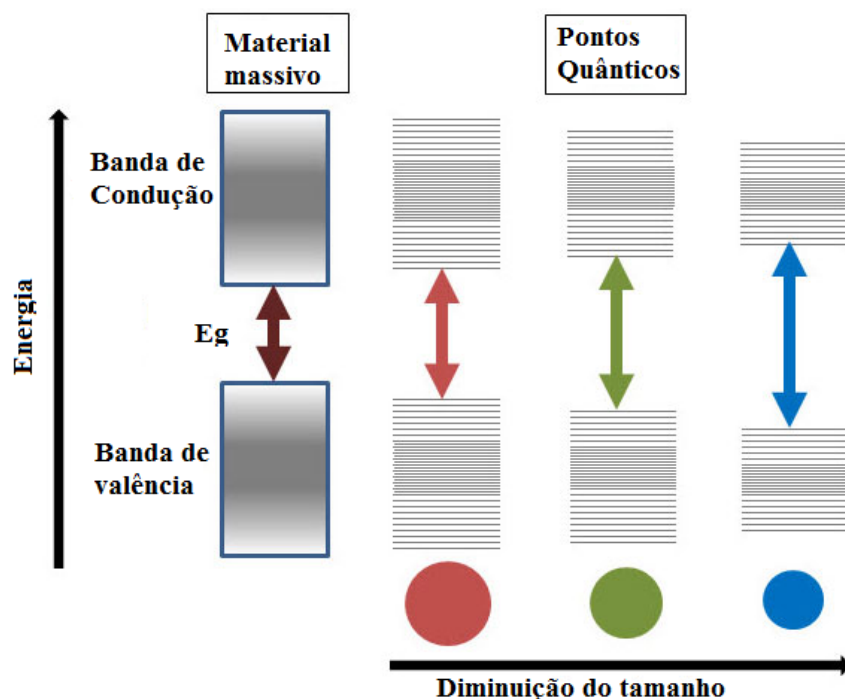 Material
massivo
Pontos
Quânticos
Banda de
Condução
Energia
Eg
Banda de
valência
Diminuição do tamanho